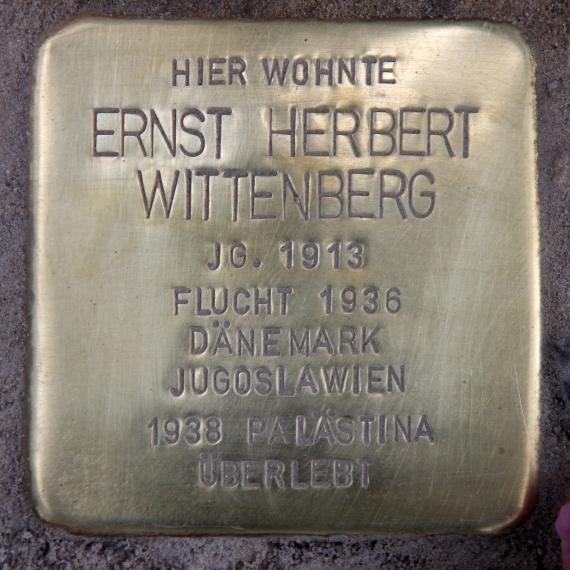 HIER WOHNTE
ERNST HERBERT
WITTENBERG
JG. 1913
FLUCHT 1936
DÄNEMARK
JUGOSLAWIEN
1938 PALÄSTINA
ÜBERLEBT